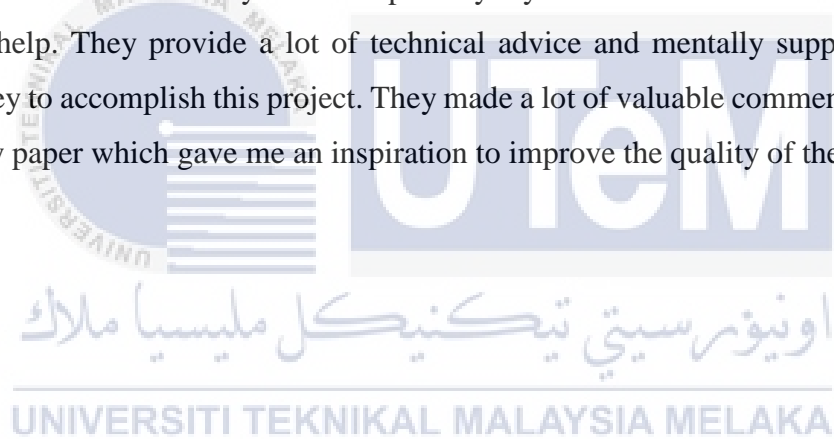 help. They provide a lot of technical advice and mentally supp
ey to accomplish this project. They made a lot of valuable commen
paper which gave me an inspiration to improve the quality of the
UTeM
اونيۏرسيتي تيكنيكل مليسيا ملاك
UNIVERSITI TEKNIKAL MALAYSIA MELAKA